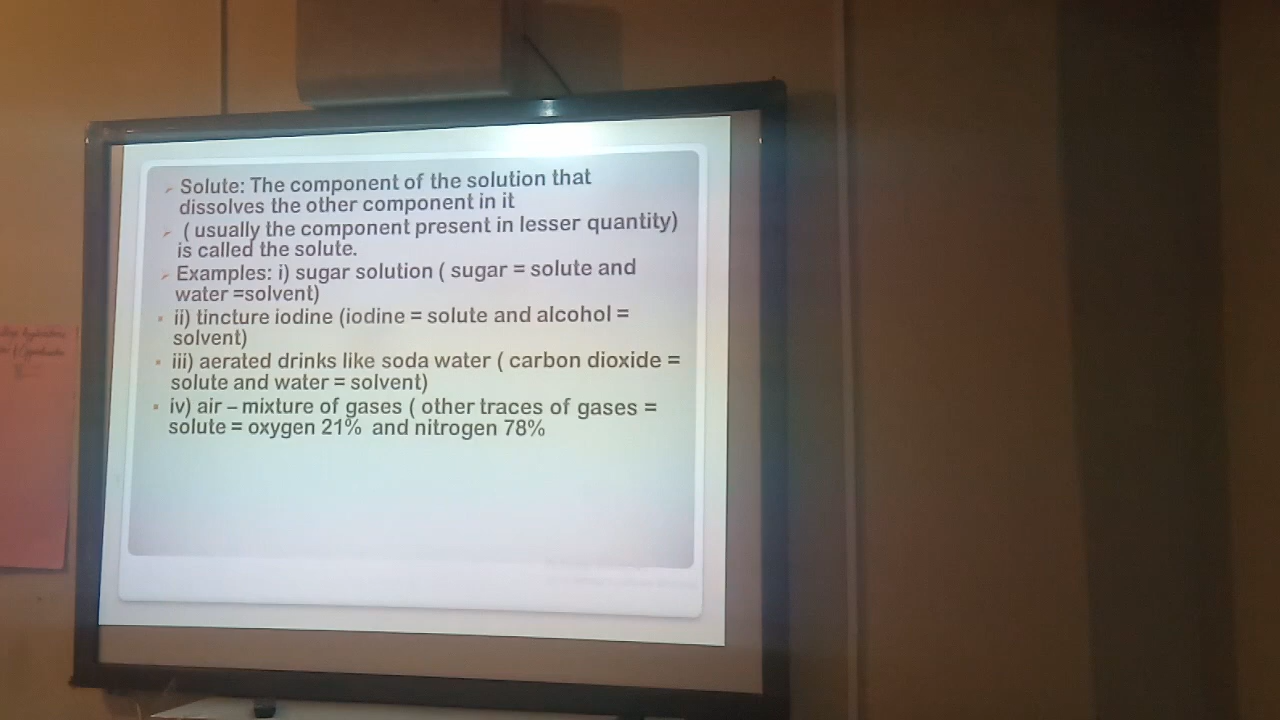 Solute: The component of the solution that
dissolves the other component in it
( usually the component present in lesser quantity)
is called the solute.
Examples: i) sugar solution ( sugar = solute and
water =solvent)
ii) tincture iodine (iodine = solute and alcohol =
solvent)
iii) aerated drinks like soda water ( carbon dioxide =
solute and water = solvent)
iv) air – mixture of gases ( other traces of gases =
solute = oxygen 21% and nitrogen 78%